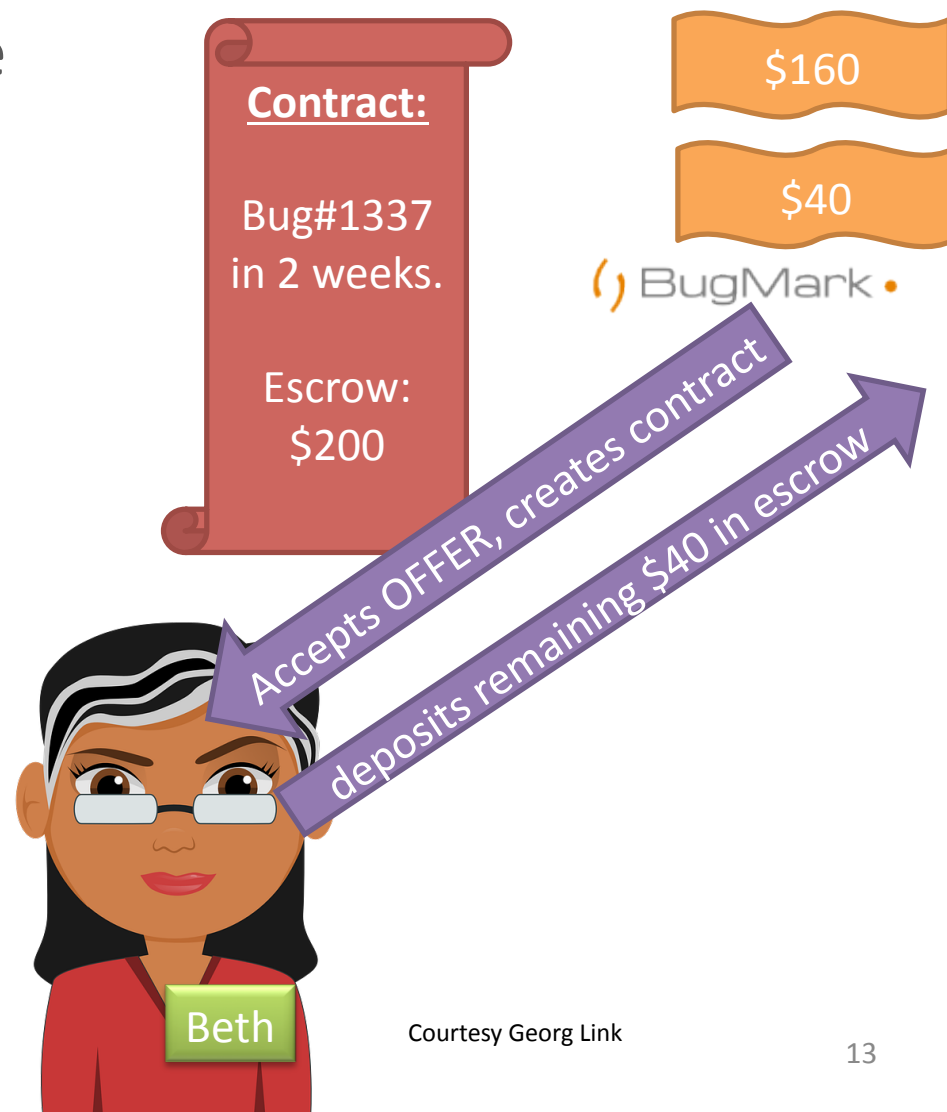 e
Contract:
Bug#1337
in 2 weeks.
Escrow:
$200
$160
$40
BugMark
Accepts OFFER, creates contract
deposits remaining $40 in escrow
Beth
Courtesy Georg Link
13